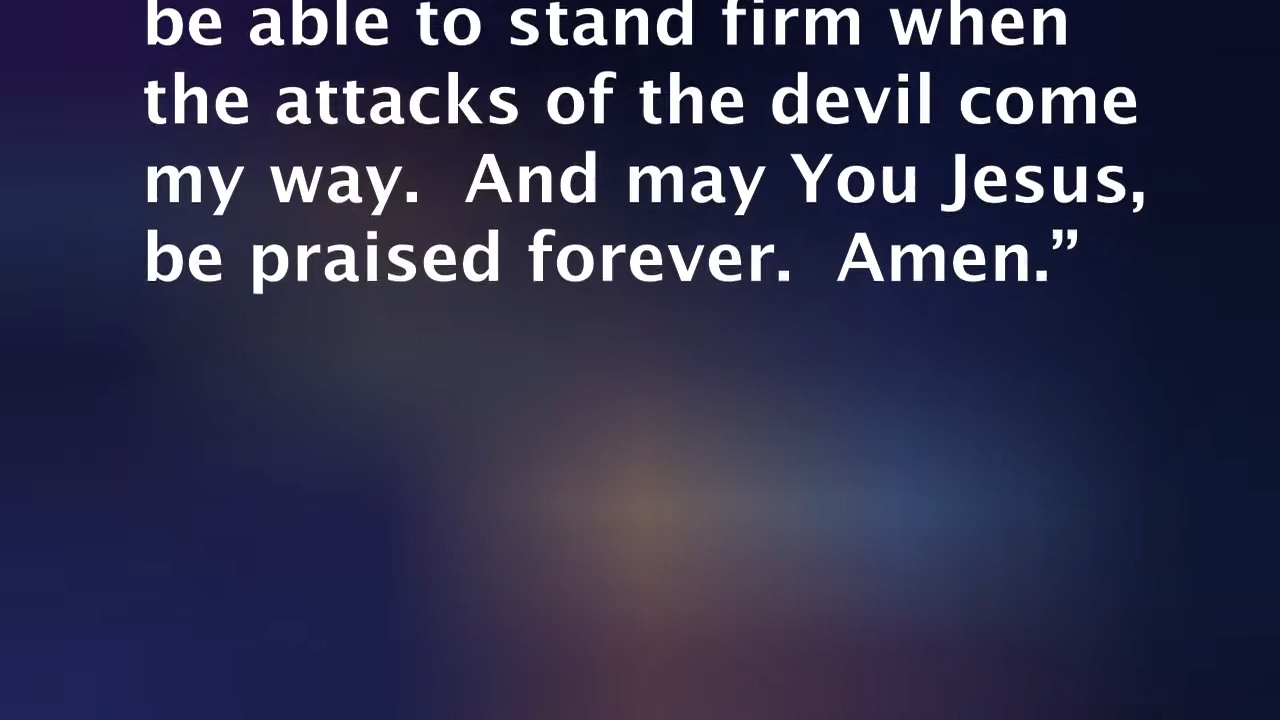 be able to stand firm when
the attacks of the devil come
my way.  And may You Jesus,
be praised forever.  Amen.”